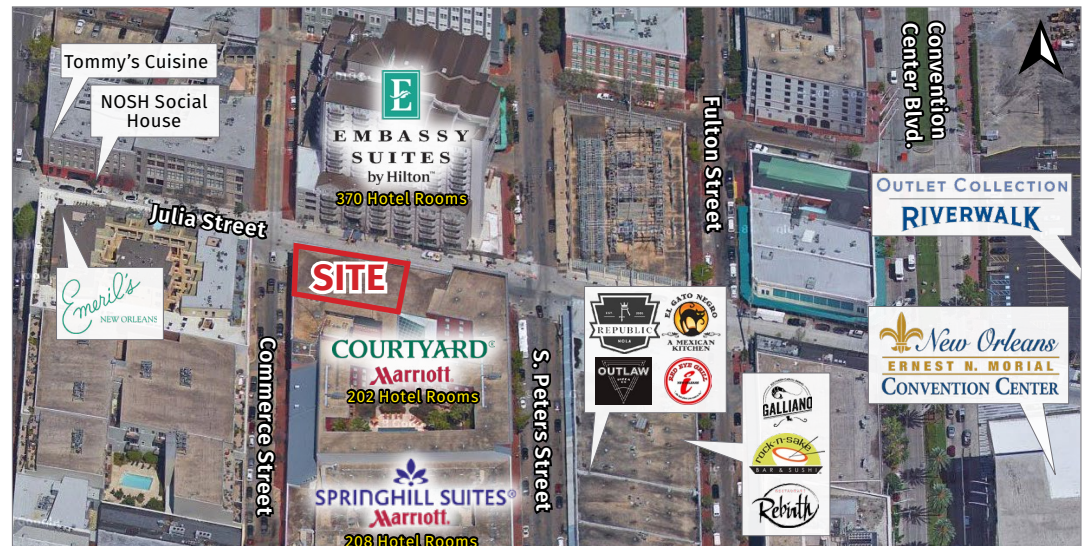 Tommy's Cuisine
NOSH Social
House
E
EMBASSY
SUITES
by Hilton™
370 Hotel Rooms
Fulton Street
Convention
Center Blvd.
Julia Street
OUTLET COLLECTION
RIVERWALK
SITE
Emeril's
NEW ORLEANS
REPUBLIC
NOLA
EL GATO NEGRO
A MEXICAN
KITCHEN
OUTLAW
RED EYE GRILL
New Orleans
ERNEST N. MORIAL
CONVENTION CENTER
COURTYARD®
Marriott.
202 Hotel Rooms
Commerce Street
S. Peters Street
GALLIANO
rock-n-sake
BAR & SUSHI
Rebirth
SPRINGHILL SUITES®
Marriott.
208 Hotel Rooms